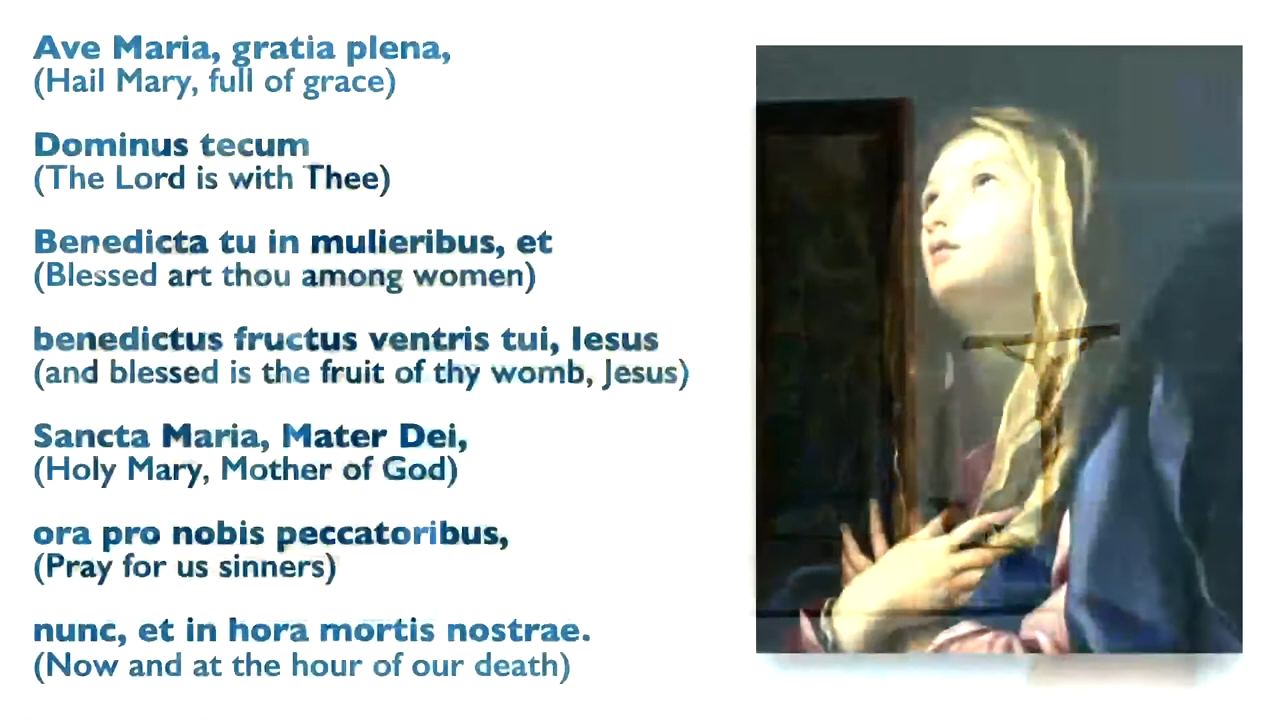 Ave Maria, gratia plena,
(Hail Mary, full of grace)
Dominus tecum
(The Lord is with Thee)
Benedicta tu in mulieribus, et
(Blessed art thou among women)
benedictus fructus ventris tui, Iesus
(and blessed is the fruit of thy womb, Jesus)
Sancta Maria, Mater Dei,
(Holy Mary, Mother of God)
ora pro nobis peccatoribus,
(Pray for us sinners)
nunc, et in hora mortis nostrae.
(Now and at the hour of our death)